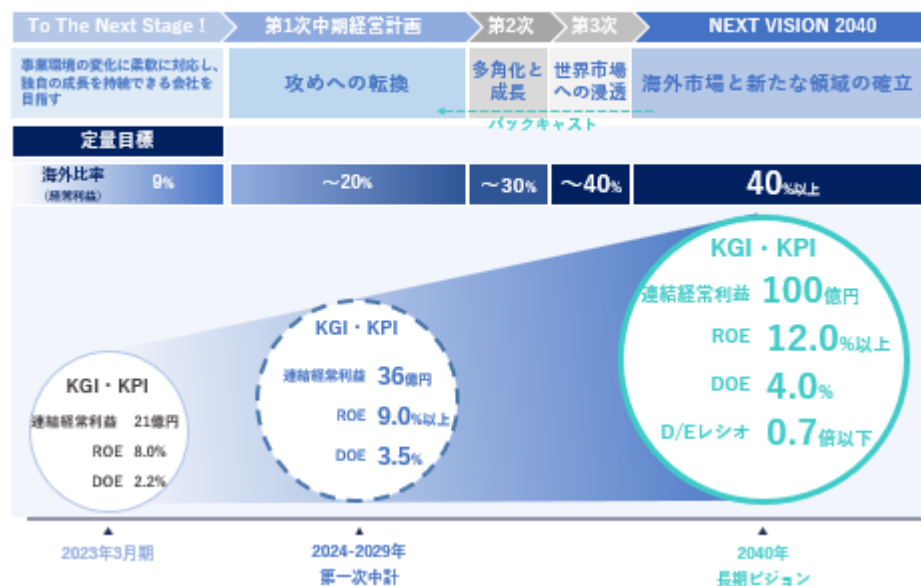 To The Next Stage !
第1次中期経営計画
第2次
第3次
NEXT VISION 2040
事業環境の変化に柔軟に対応し、
独自の成長を持続できる会社を
目指す
攻めへの転換
多角化と
成長
世界市場
への浸透
海外市場と新たな領域の確立
バックキャスト
定量目標
海外比率
(経常利益)
9%
～20%
～30%
～40%
40%以上
KGI・KPI
連結経常利益 21億円
ROE 8.0%
DOE 2.2%
KGI・KPI
連結経常利益 36億円
ROE 9.0%以上
DOE 3.5%
KGI・KPI
連結経常利益 100億円
ROE 12.0%以上
DOE 4.0%
D/Eレシオ 0.7倍以下
2023年3月期
2024-2029年
第一次中計
2040年
長期ビジョン